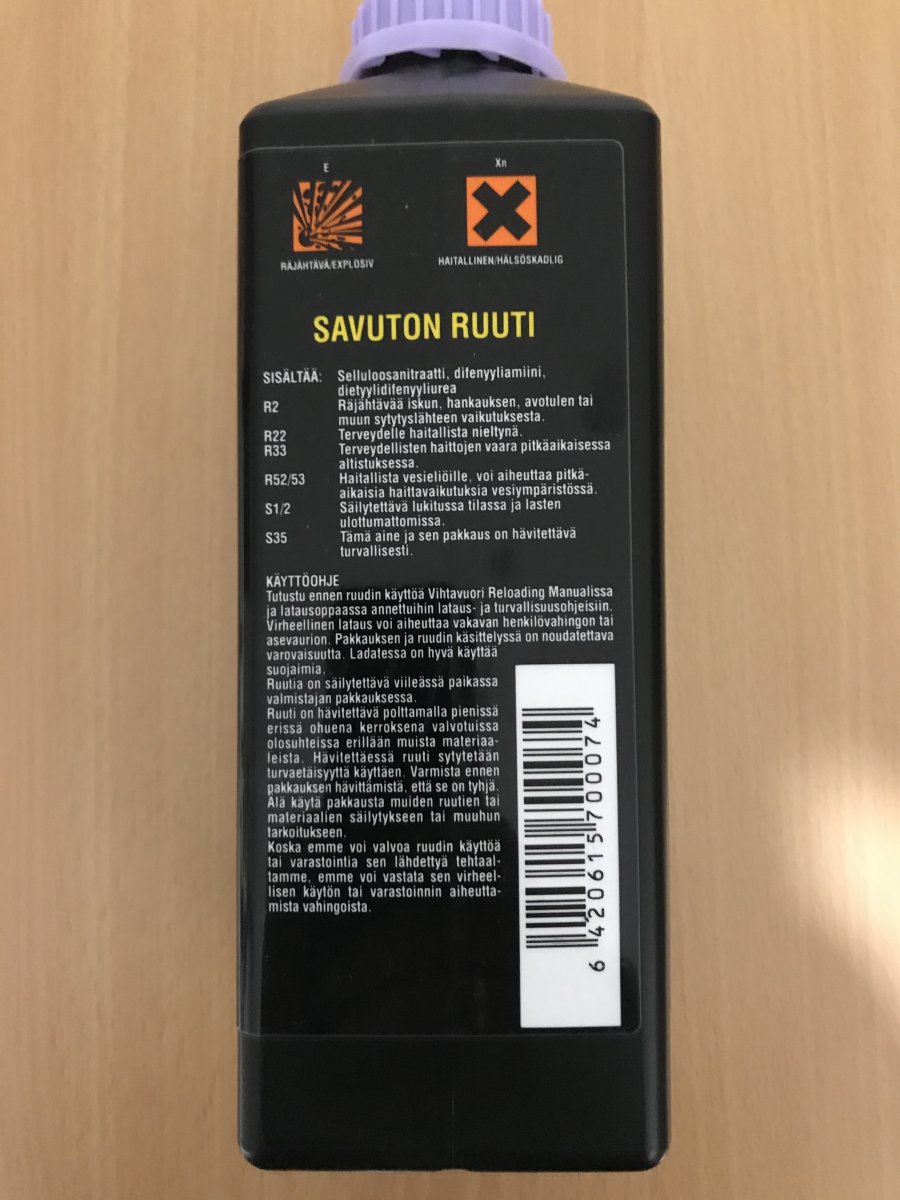 E
Xn
RÄJÄHTÄVÄ/EXPLOSIV
HAITALLINEN/HÄLSÖSKADLIG
SAVUTON RUUTI
SISÄLTÄÄ: Selluloosanitraatti, difenyyliamiini,
dietyylidifenyyliurea
R2 Räjähtävää iskun, hankauksen, avotulen tai
muun sytytyslähteen vaikutuksesta.
R22 Terveydelle haitallista nieltynä.
R33 Terveydellisten haittojen vaara pitkäaikaisessa
altistuksessa.
R52/53 Haitallista vesieliöille, voi aiheuttaa pitkä-
aikaisia haittavaikutuksia vesiympäristössä.
S1/2 Säilytettävä lukitussa tilassa ja lasten
ulottumattomissa.
S35 Tämä aine ja sen pakkaus on hävitettävä
turvallisesti.
KÄYTTÖOHJE
Tutustu ennen ruudin käyttöä Vihtavuori Reloading Manualissa
ja latausoppaassa annettuihin lataus- ja turvallisuusohjeisiin.
Virheellinen lataus voi aiheuttaa vakavan henkilövahingon tai
asevaurion. Pakkauksen ja ruudin käsittelyssä on noudatettava
varovaisuutta. Ladatessa on hyvä käyttää
suojaimia.
Ruutia on säilytettävä viileässä paikassa
valmistajan pakkauksessa.
Ruuti on hävitettävä polttamalla pienissä
erissä ohuena kerroksena valvotuissa
olosuhteissa erillään muista materiaa-
leista. Hävitettäessä ruuti sytytetään
turvaetäisyyttä käyttäen. Varmista ennen
pakkauksen hävittämistä, että se on tyhjä.
Älä käytä pakkausta muiden ruutien tai
materiaalien säilytykseen tai muuhun
tarkoitukseen.
Koska emme voi valvoa ruudin käyttöä
tai varastointia sen lähdettyä tehtaal-
tamme, emme voi vastata sen virheel-
lisen käytön tai varastoinnin aiheutta-
mista vahingoista.
6 420615 700074